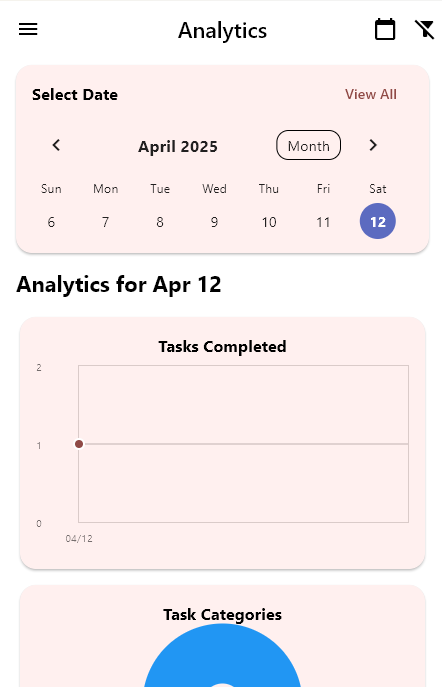 Analytics
Select Date View All
April 2025 Month
Sun Mon Tue Wed Thu Fri Sat
6 7 8 9 10 11 12
Analytics for Apr 12
Tasks Completed
2
1
0
04/12
Task Categories